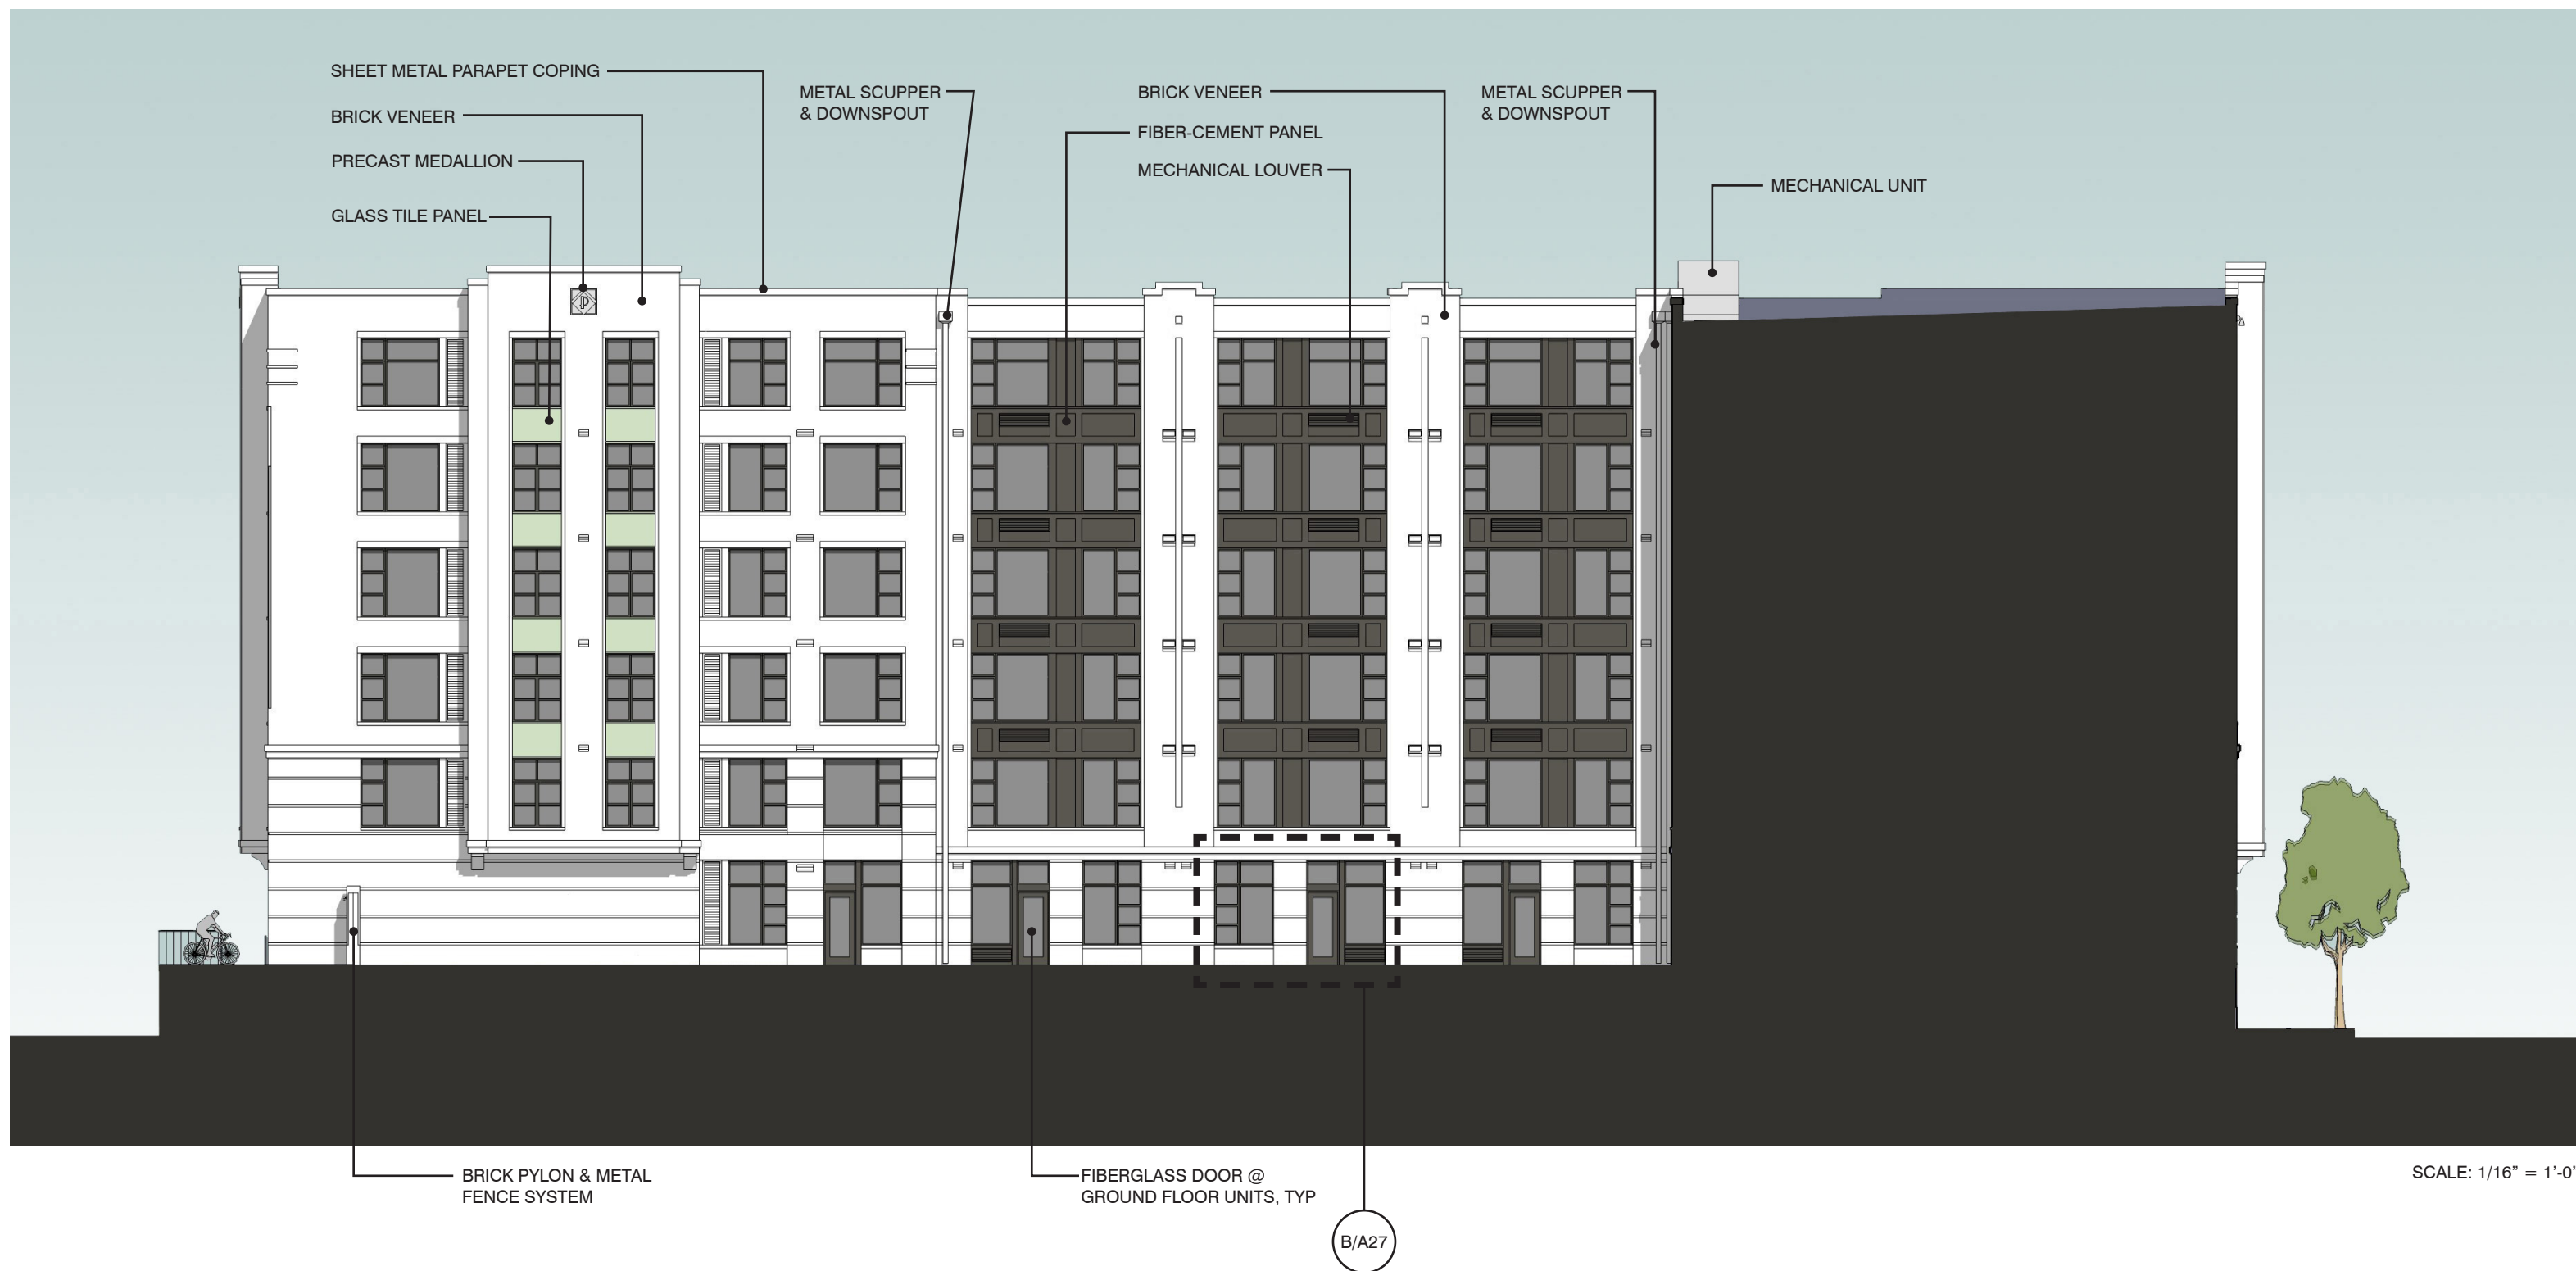 SHEET METAL PARAPET COPING
BRICK VENEER
PRECAST MEDALLION
GLASS TILE PANEL
METAL SCUPPER
& DOWNSPOUT
BRICK VENEER
FIBER-CEMENT PANEL
MECHANICAL LOUVER
METAL SCUPPER
& DOWNSPOUT
MECHANICAL UNIT
P
BRICK PYLON & METAL
FENCE SYSTEM
FIBERGLASS DOOR @
GROUND FLOOR UNITS, TYP
SCALE: 1/16” = 1’-0”
B/A27